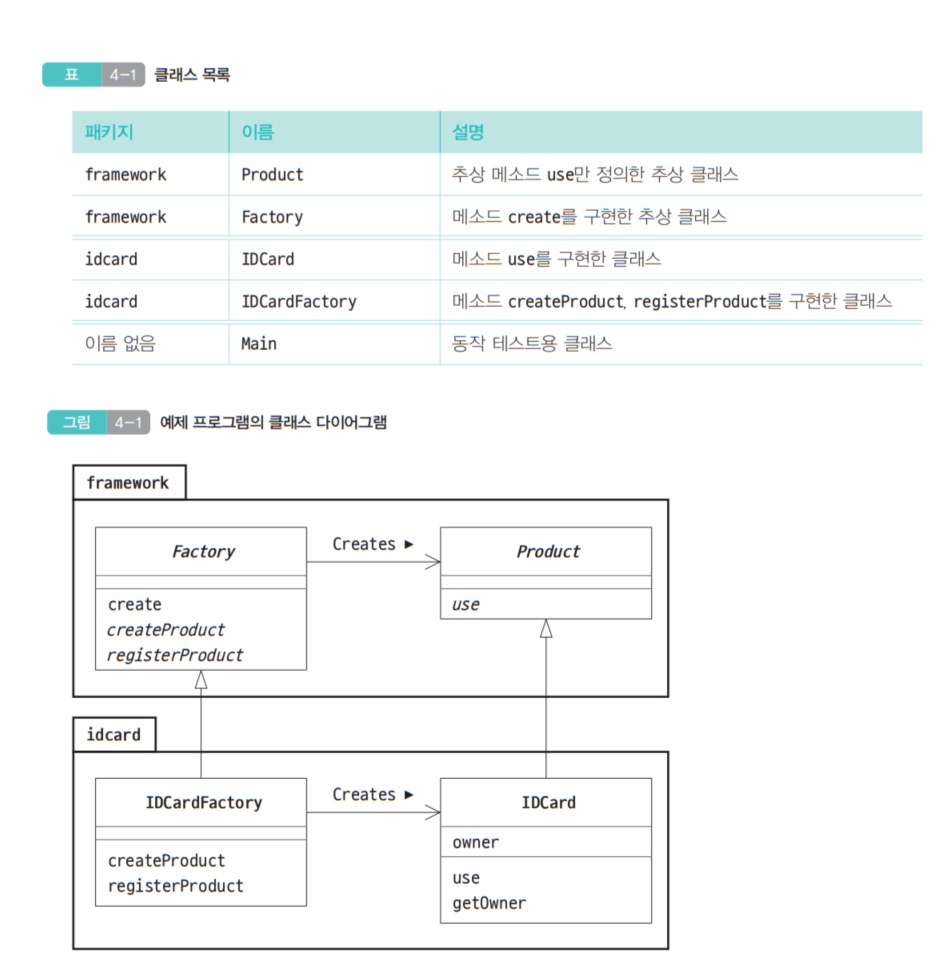 표 4-1 클래스 목록
패키지 이름 설명
framework Product 추상 메소드 use만 정의한 추상 클래스
framework Factory 메소드 create를 구현한 추상 클래스
idcard IDCard 메소드 use를 구현한 클래스
idcard IDCardFactory 메소드 createProduct, registerProduct를 구현한 클래스
이름 없음 Main 동작 테스트용 클래스
그림 4-1 예제 프로그램의 클래스 다이어그램
framework
Factory
create
createProduct
registerProduct
Creates ▶
Product
use
idcard
IDCardFactory
createProduct
registerProduct
Creates ▶
IDCard
owner
use
getOwner